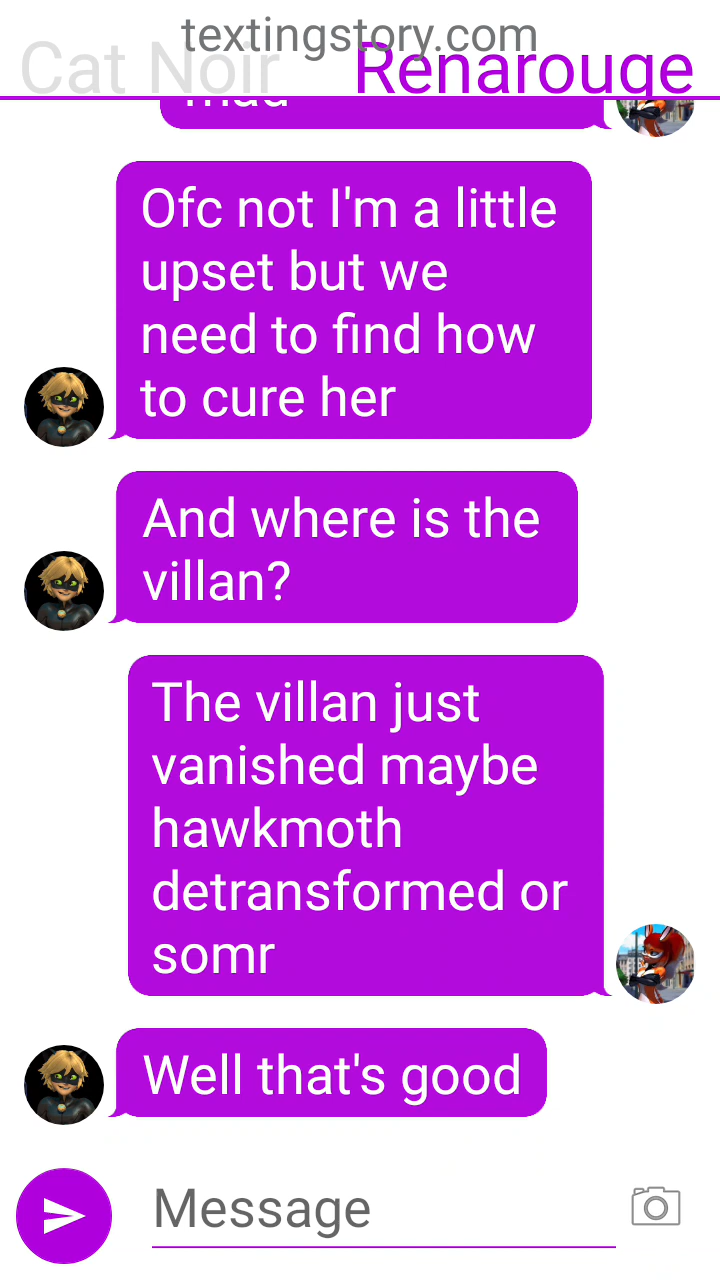 textingstory.com
Cat Noir Renarouge
mad
Ofc not I'm a little
upset but we
need to find how
to cure her
And where is the
villan?
The villan just
vanished maybe
hawkmoth
detransformed or
somr
Well that's good
Message